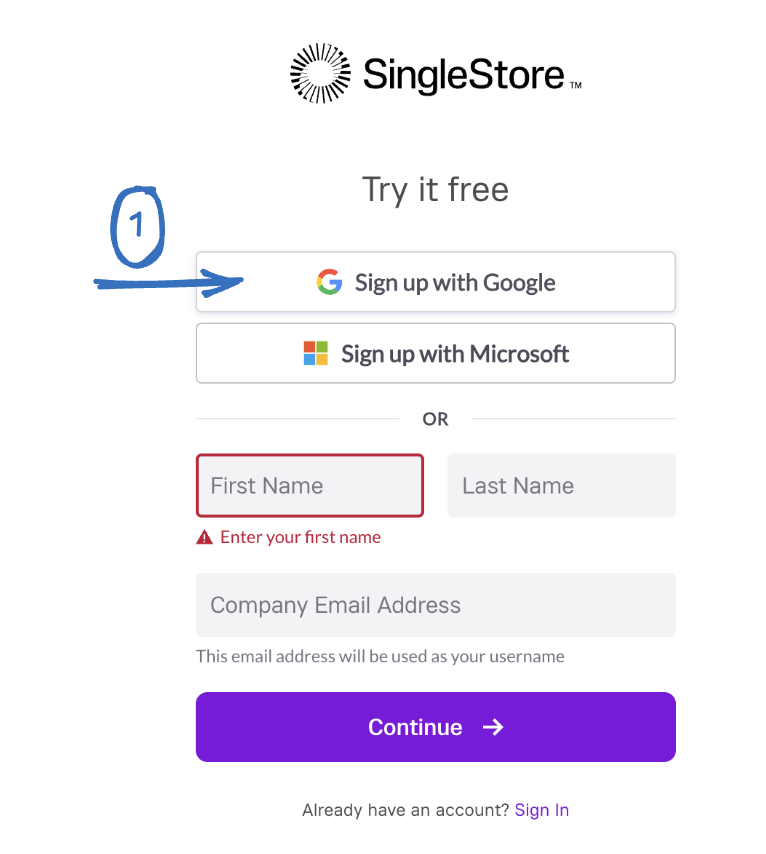 SingleStore™
Try it free
1
Sign up with Google
Sign up with Microsoft
OR
First Name Last Name
Enter your first name
Company Email Address
This email address will be used as your username
Continue →
Already have an account? Sign In